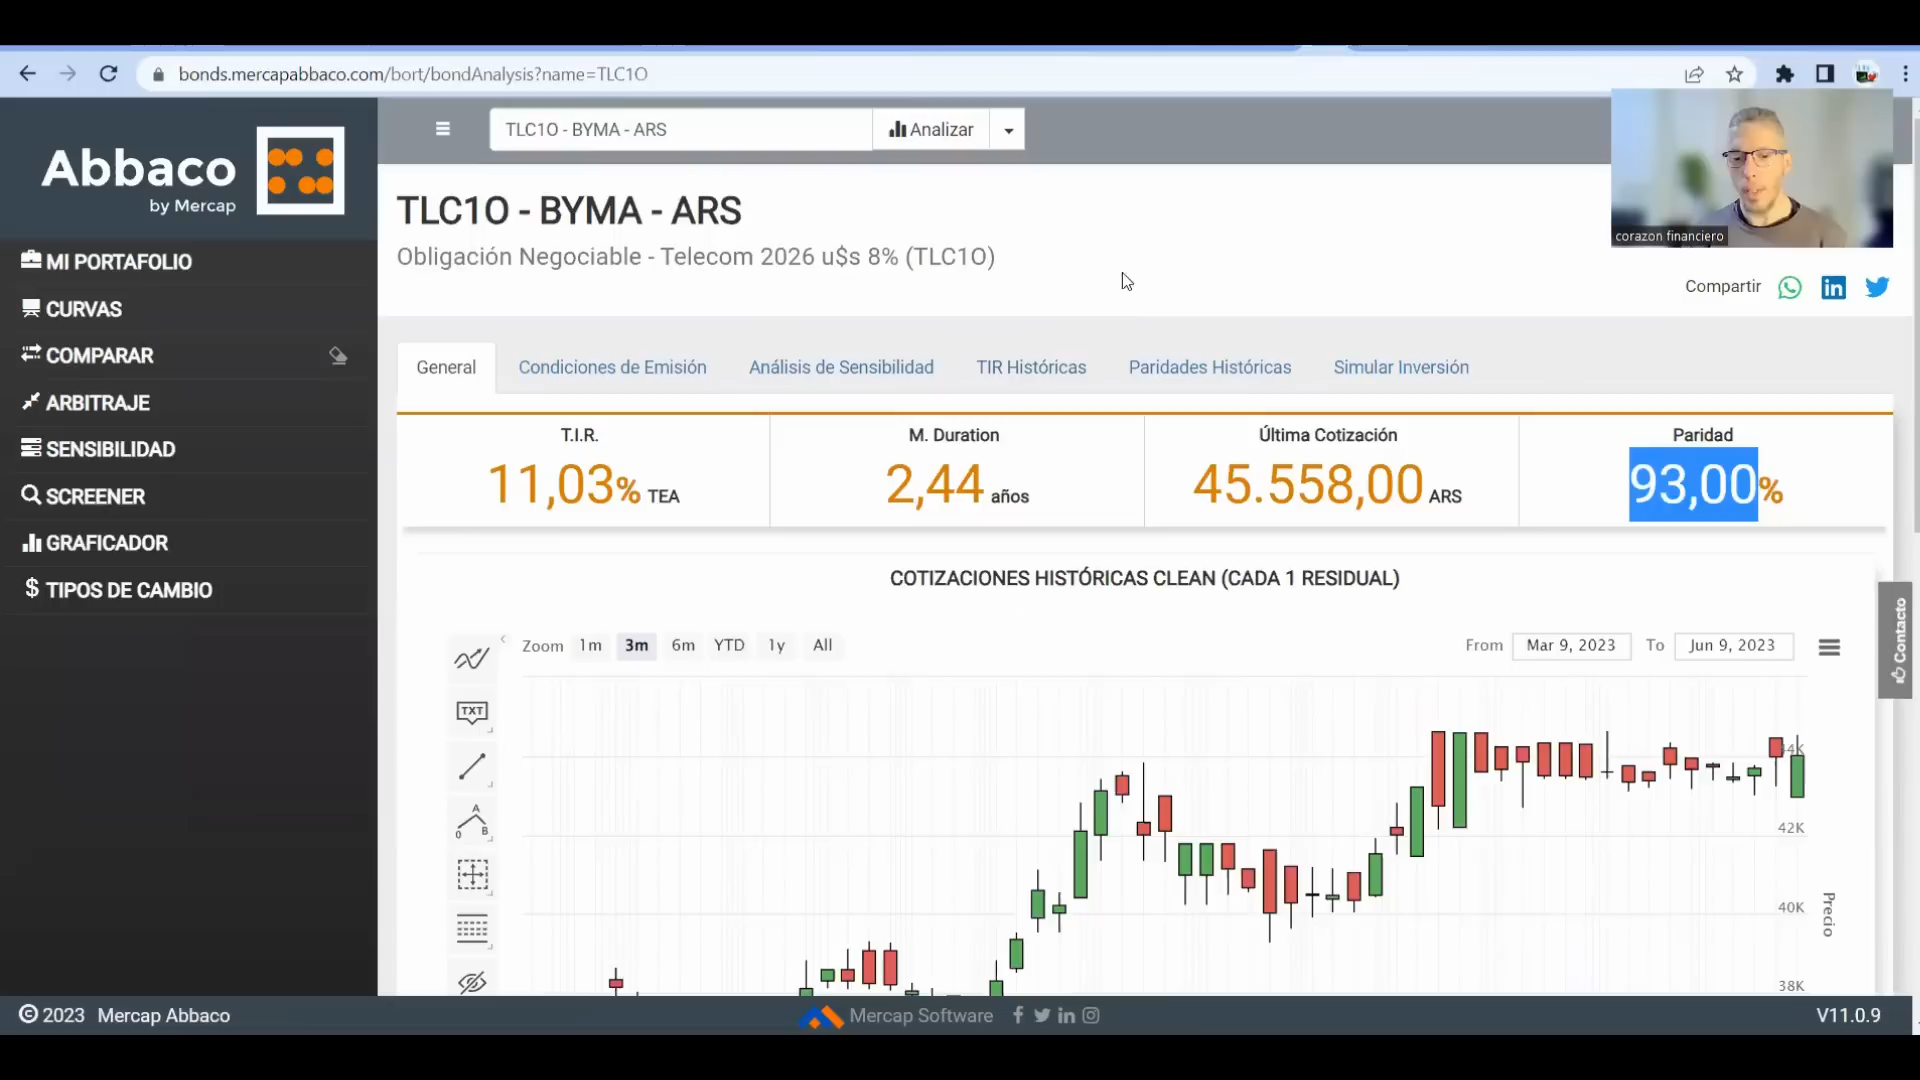 bonds.mercapabbaco.com/bort/bondAnalysis?name=TLC1O
Abbaco
by Mercap
TLC1O - BYMA - ARS
Analizar
corazon financiero
TLC1O - BYMA - ARS
Obligación Negociable - Telecom 2026 u$s 8% (TLC1O)
Compartir
MI PORTAFOLIO
CURVAS
COMPARAR
ARBITRAJE
SENSIBILIDAD
SCREENER
GRAFICADOR
$ TIPOS DE CAMBIO
General
Condiciones de Emisión
Análisis de Sensibilidad
TIR Históricas
Paridades Históricas
Simular Inversión
T.I.R.
11,03% TEA
M. Duration
2,44 años
Última Cotización
45.558,00 ARS
Paridad
93,00%
COTIZACIONES HISTÓRICAS CLEAN (CADA 1 RESIDUAL)
Zoom 1m 3m 6m YTD 1y All
From Mar 9, 2023 To Jun 9, 2023
TXT
A
0 B
44K
42K
40K
38K
Precio
Contacto
© 2023 Mercap Abbaco
Mercap Software
V11.0.9